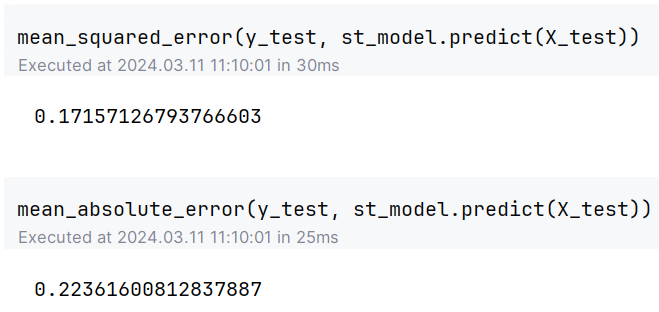 mean_squared_error(y_test, st_model.predict(X_test))
Executed at 2024.03.11 11:10:01 in 30ms
0.17157126793766603
mean_absolute_error(y_test, st_model.predict(X_test))
Executed at 2024.03.11 11:10:01 in 25ms
0.22361600812837887